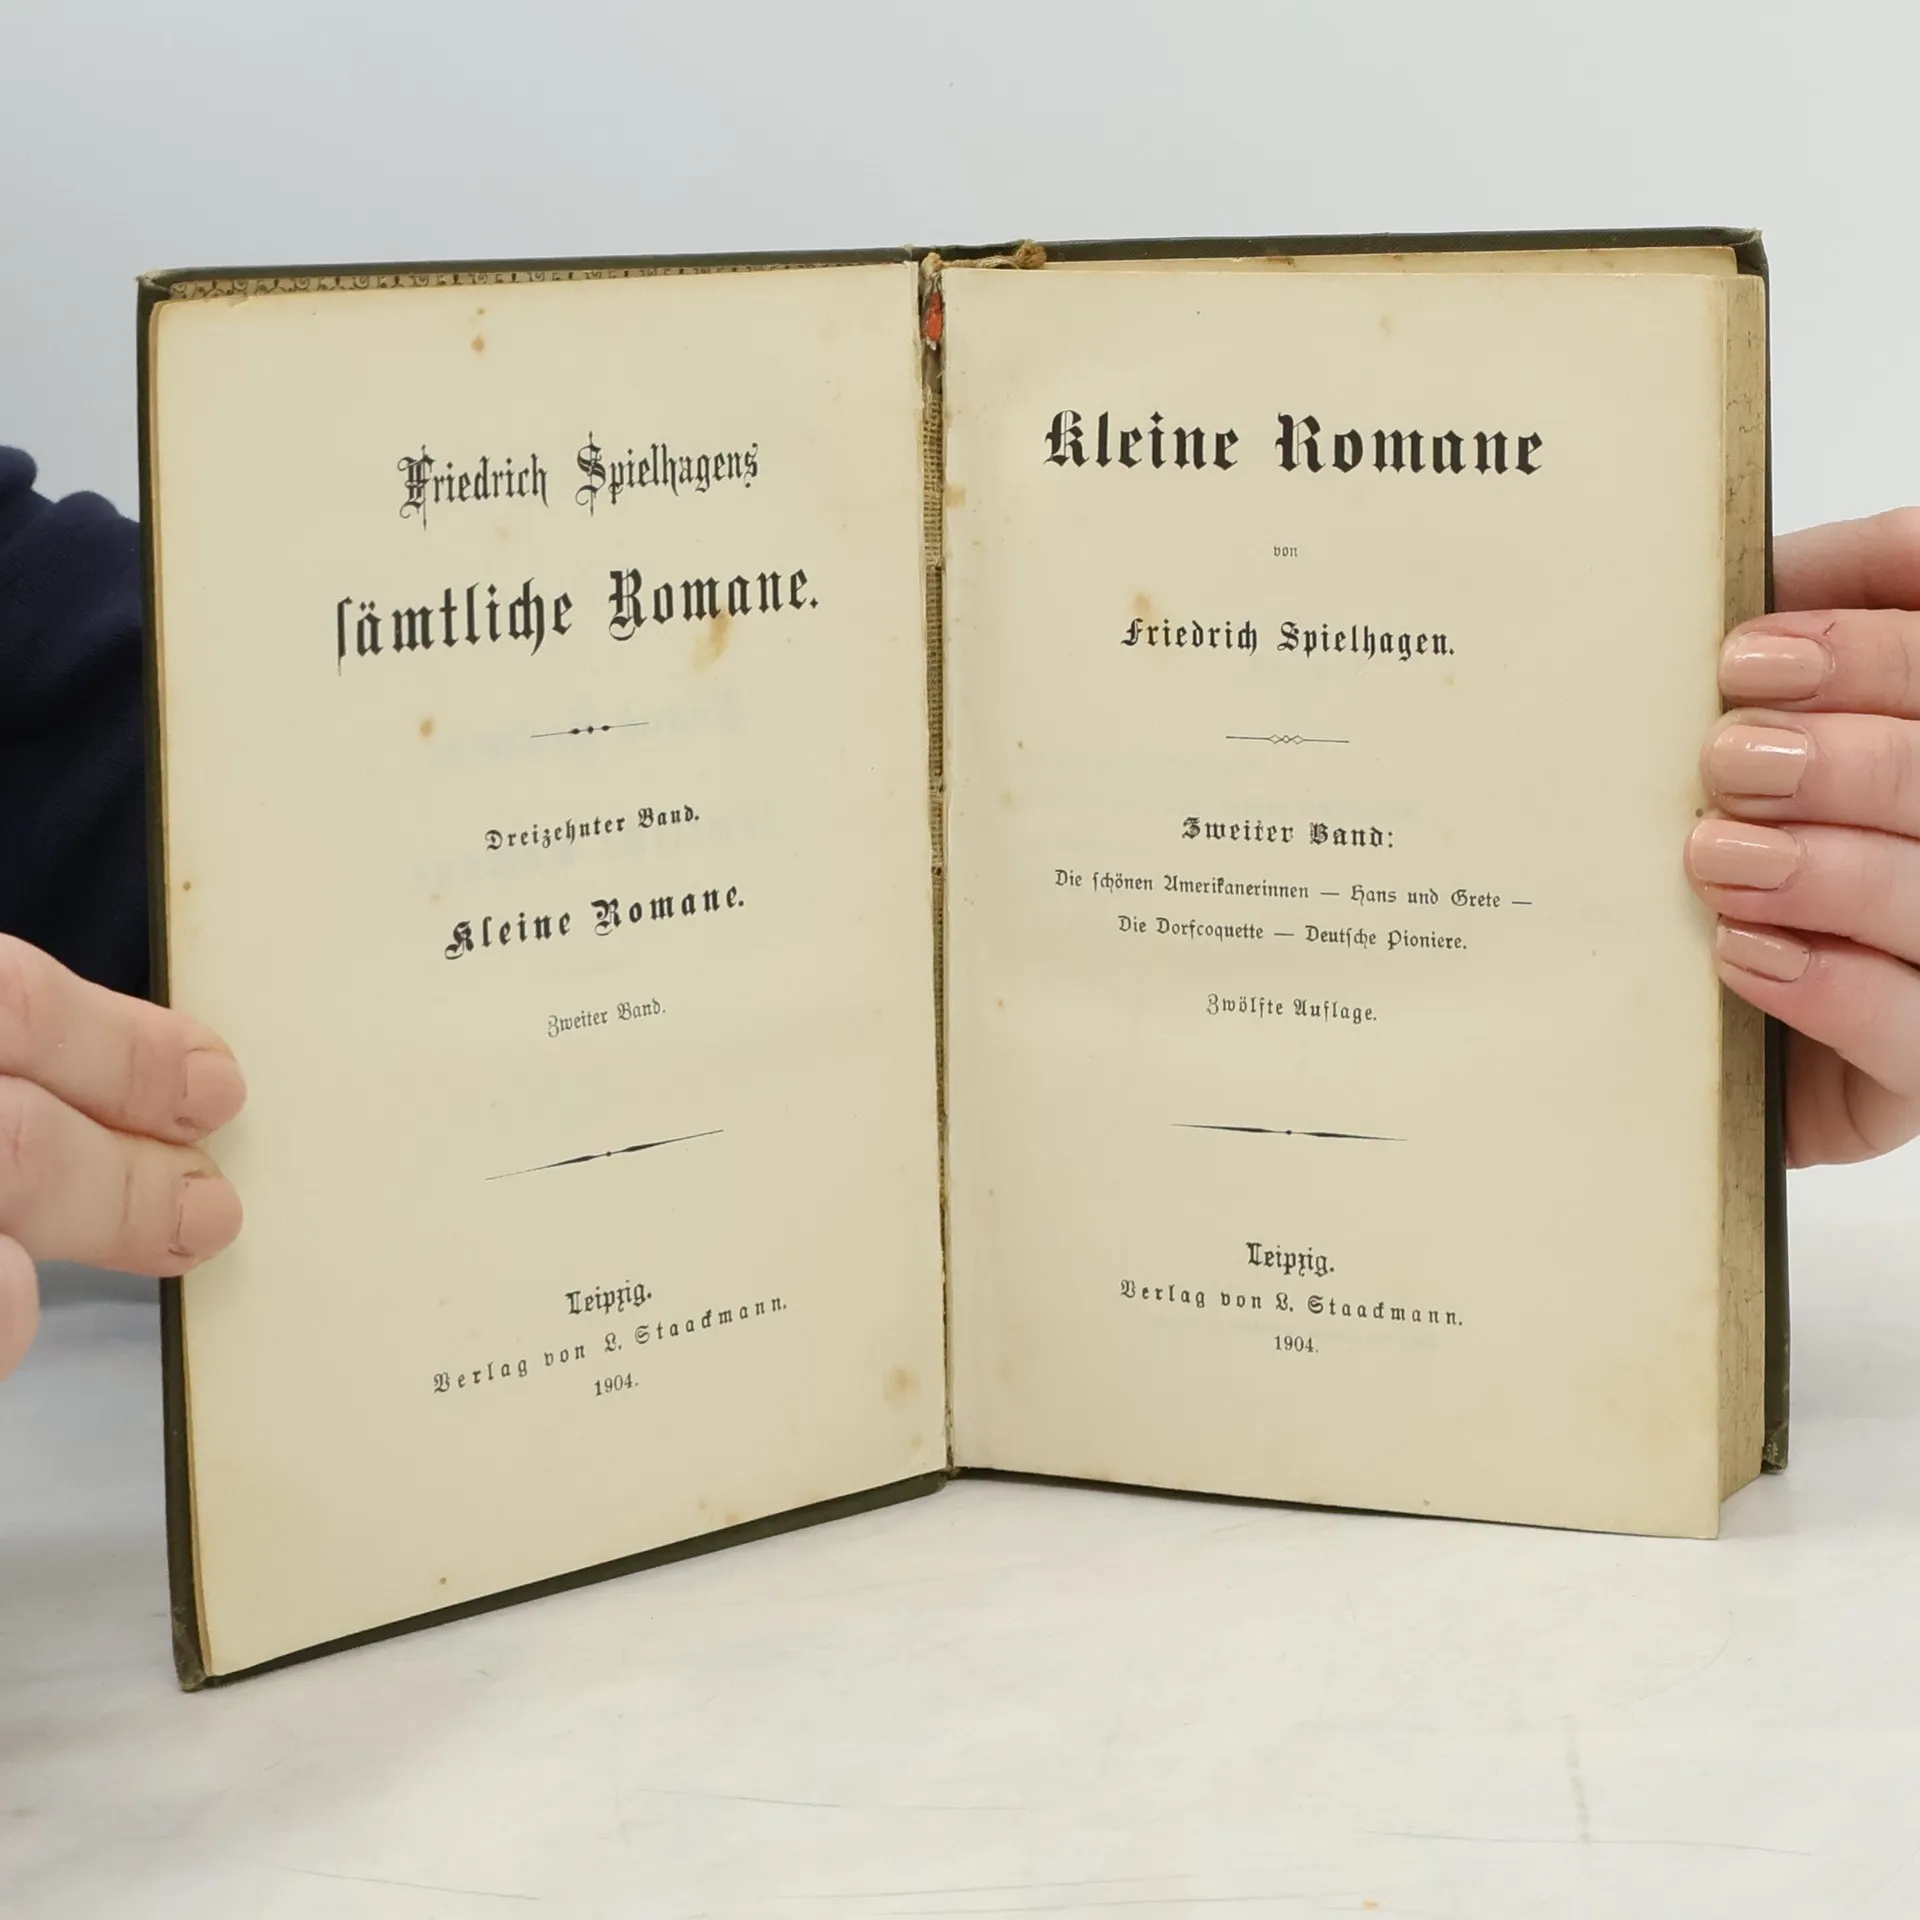 Friedrich Spielhagens
ſämtliche Romane.
Dreizehnter Band.
Kleine Romane.
Zweiter Band.
Leipzig.
Verlag von L. Staackmann.
1904.
Kleine Romane
von
Friedrich Spielhagen.
Zweiter Band:
Die ſchönen Amerikanerinnen — Hans und Grete —
Die Dorfcoquette — Deutſche Pioniere.
Zwölfte Auflage.
Leipzig.
Verlag von L. Staackmann.
1904.